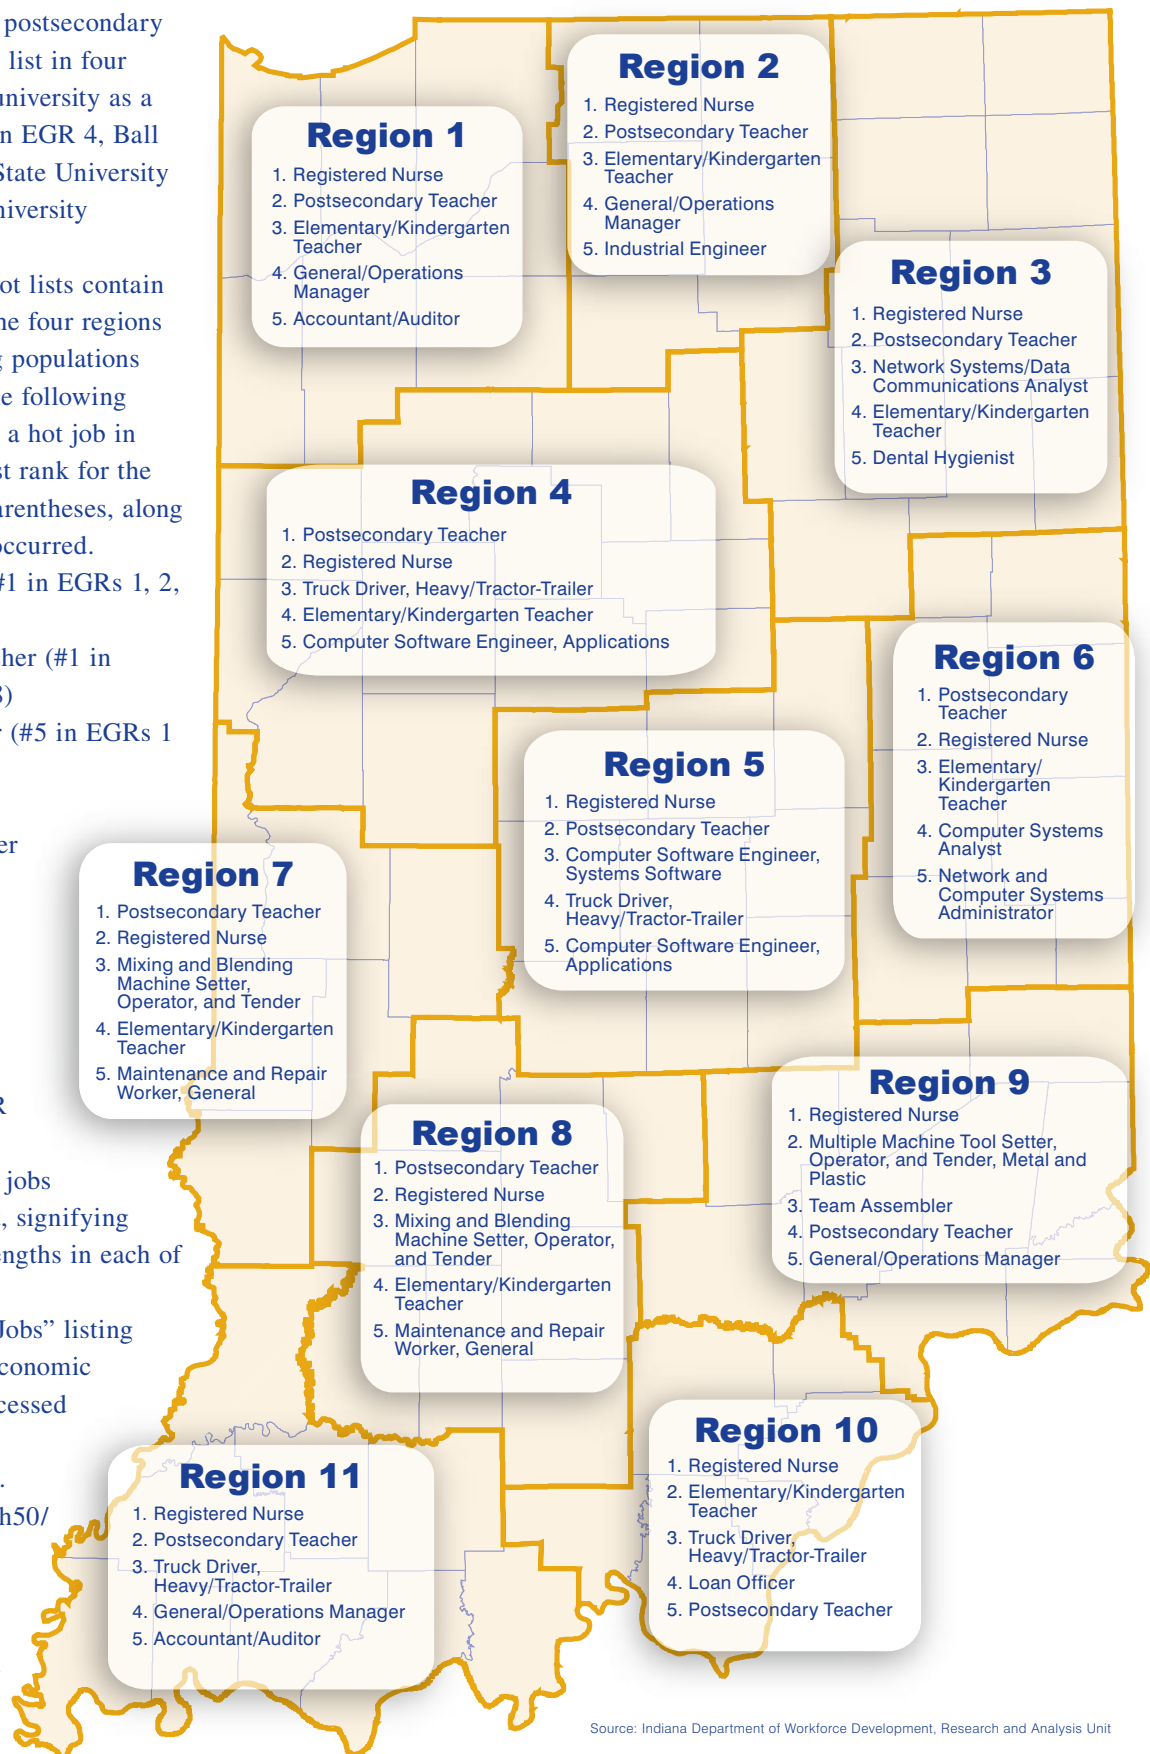 postsecondary
list in four
university as a
n EGR 4, Ball
State University
niversity
ot lists contain
he four regions
g populations
e following
a hot job in
st rank for the
arentheses, along
occurred.
#1 in EGRs 1, 2,
cher (#1 in
8)
r (#5 in EGRs 1
er
R
jobs
, signifying
engths in each of
Jobs” listing
conomic
cessed
.
h50/
Region 1
1. Registered Nurse
2. Postsecondary Teacher
3. Elementary/Kindergarten
Teacher
4. General/Operations
Manager
5. Accountant/Auditor
Region 2
1. Registered Nurse
2. Postsecondary Teacher
3. Elementary/Kindergarten
Teacher
4. General/Operations
Manager
5. Industrial Engineer
Region 3
1. Registered Nurse
2. Postsecondary Teacher
3. Network Systems/Data
Communications Analyst
4. Elementary/Kindergarten
Teacher
5. Dental Hygienist
Region 4
1. Postsecondary Teacher
2. Registered Nurse
3. Truck Driver, Heavy/Tractor-Trailer
4. Elementary/Kindergarten Teacher
5. Computer Software Engineer, Applications
Region 5
1. Registered Nurse
2. Postsecondary Teacher
3. Computer Software Engineer,
Systems Software
4. Truck Driver,
Heavy/Tractor-Trailer
5. Computer Software Engineer,
Applications
Region 6
1. Postsecondary
Teacher
2. Registered Nurse
3. Elementary/
Kindergarten
Teacher
4. Computer Systems
Analyst
5. Network and
Computer Systems
Administrator
Region 7
1. Postsecondary Teacher
2. Registered Nurse
3. Mixing and Blending
Machine Setter,
Operator, and Tender
4. Elementary/Kindergarten
Teacher
5. Maintenance and Repair
Worker, General
Region 8
1. Postsecondary Teacher
2. Registered Nurse
3. Mixing and Blending
Machine Setter, Operator,
and Tender
4. Elementary/Kindergarten
Teacher
5. Maintenance and Repair
Worker, General
Region 9
1. Registered Nurse
2. Multiple Machine Tool Setter,
Operator, and Tender, Metal and
Plastic
3. Team Assembler
4. Postsecondary Teacher
5. General/Operations Manager
Region 10
1. Registered Nurse
2. Elementary/Kindergarten
Teacher
3. Truck Driver,
Heavy/Tractor-Trailer
4. Loan Officer
5. Postsecondary Teacher
Region 11
1. Registered Nurse
2. Postsecondary Teacher
3. Truck Driver,
Heavy/Tractor-Trailer
4. General/Operations Manager
5. Accountant/Auditor
Source: Indiana Department of Workforce Development, Research and Analysis Unit